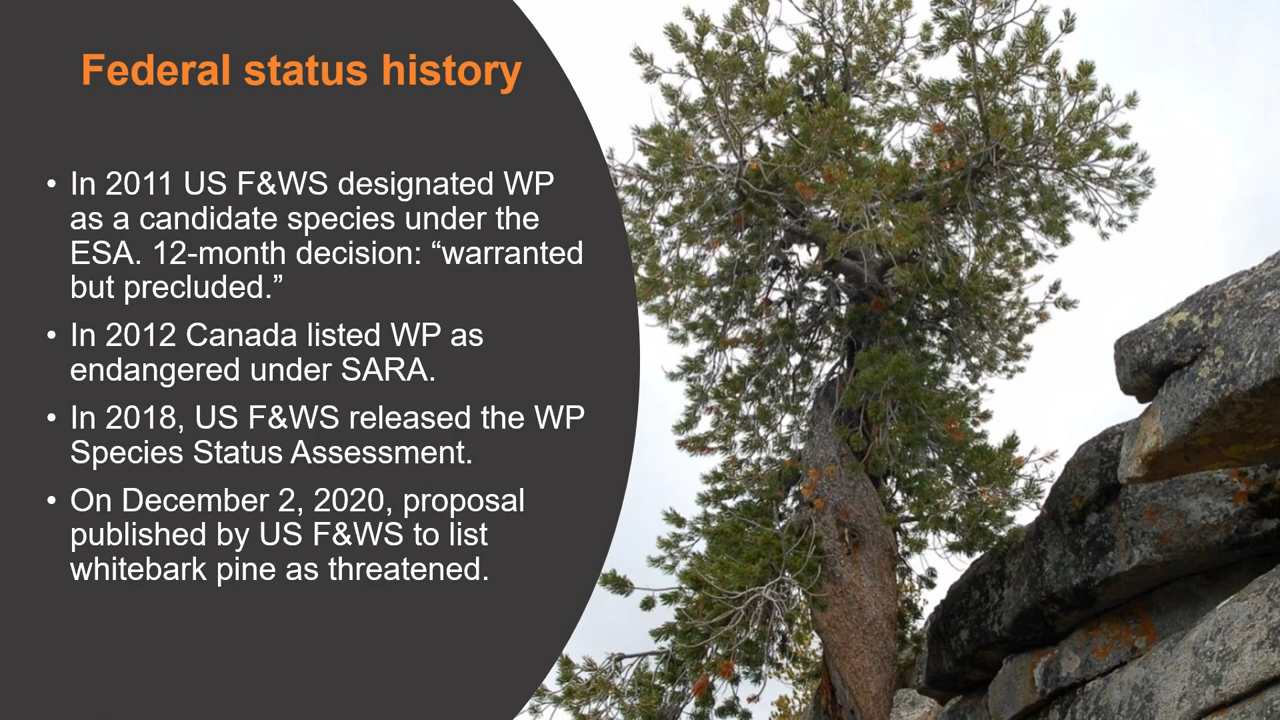 Federal status history
• In 2011 US F&WS designated WP
as a candidate species under the
ESA. 12-month decision: “warranted
but precluded.”
• In 2012 Canada listed WP as
endangered under SARA.
• In 2018, US F&WS released the WP
Species Status Assessment.
• On December 2, 2020, proposal
published by US F&WS to list
whitebark pine as threatened.